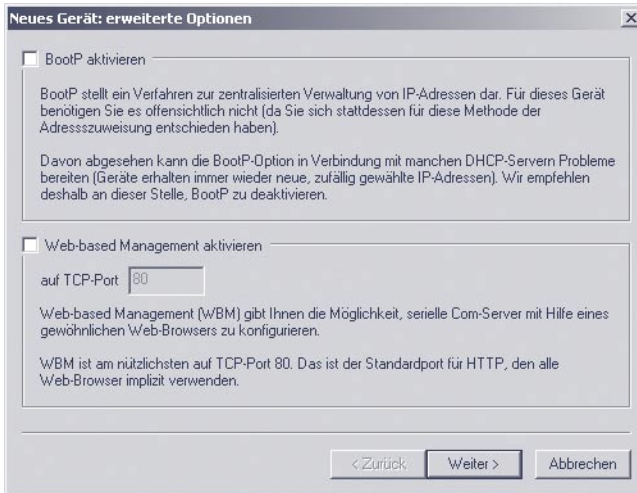 Neues Gerät: erweiterte Optionen
BootP aktivieren
BootP stellt ein Verfahren zur zentralisierten Verwaltung von IP-Adressen dar. Für dieses Gerät
benötigen Sie es offensichtlich nicht (da Sie sich stattdessen für diese Methode der
Adressszuweisung entschieden haben).
Davon abgesehen kann die BootP-Option in Verbindung mit manchen DHCP-Servern Probleme
bereiten (Geräte erhalten immer wieder neue, zufällig gewählte IP-Adressen). Wir empfehlen
deshalb an dieser Stelle, BootP zu deaktivieren.
Web-based Management aktivieren
auf TCP-Port 80
Web-based Management (WBM) gibt Ihnen die Möglichkeit, serielle Com-Server mit Hilfe eines
gewöhnlichen Web-Browsers zu konfigurieren.
WBM ist am nützlichsten auf TCP-Port 80. Das ist der Standardport für HTTP, den alle
Web-Browser implizit verwenden.
< Zurück Weiter > Abbrechen